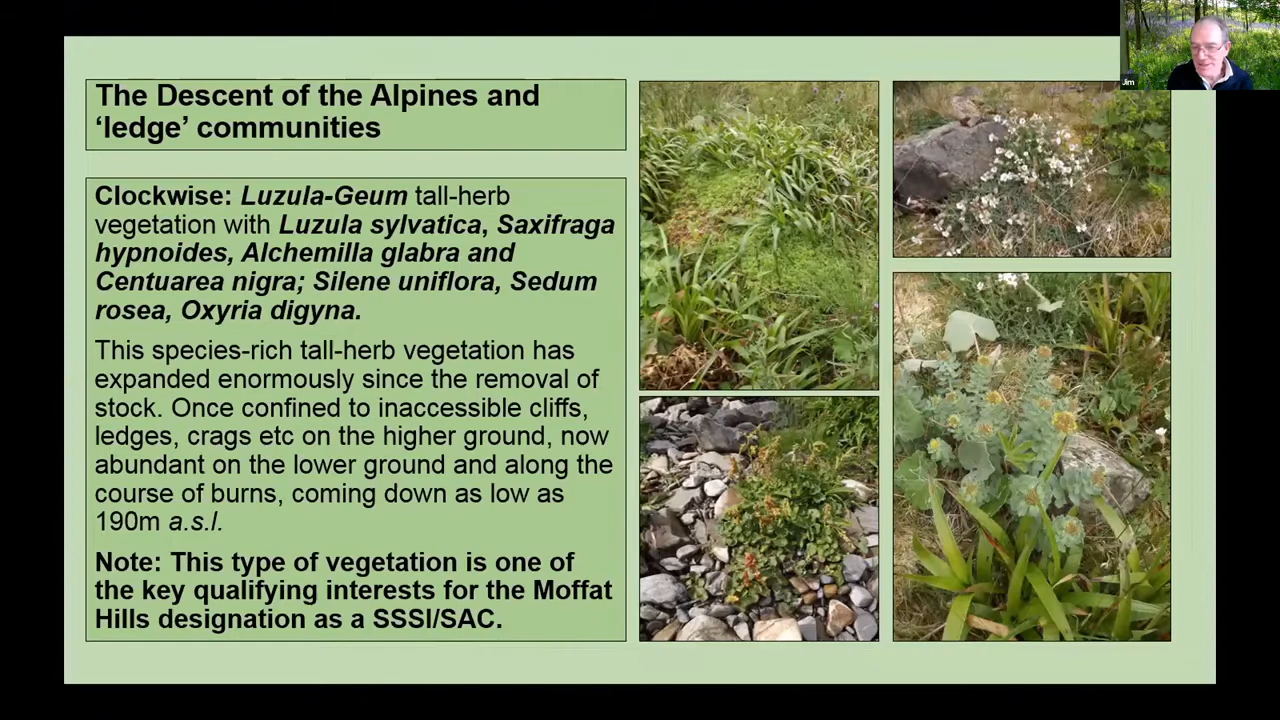 The Descent of the Alpines and
‘ledge’ communities
Clockwise: Luzula-Geum tall-herb
vegetation with Luzula sylvatica, Saxifraga
hypnoides, Alchemilla glabra and
Centuarea nigra; Silene uniflora, Sedum
rosea, Oxyria digyna.
This species-rich tall-herb vegetation has
expanded enormously since the removal of
stock. Once confined to inaccessible cliffs,
ledges, crags etc on the higher ground, now
abundant on the lower ground and along the
course of burns, coming down as low as
190m a.s.l.
Note: This type of vegetation is one of
the key qualifying interests for the Moffat
Hills designation as a SSSI/SAC.
Jim